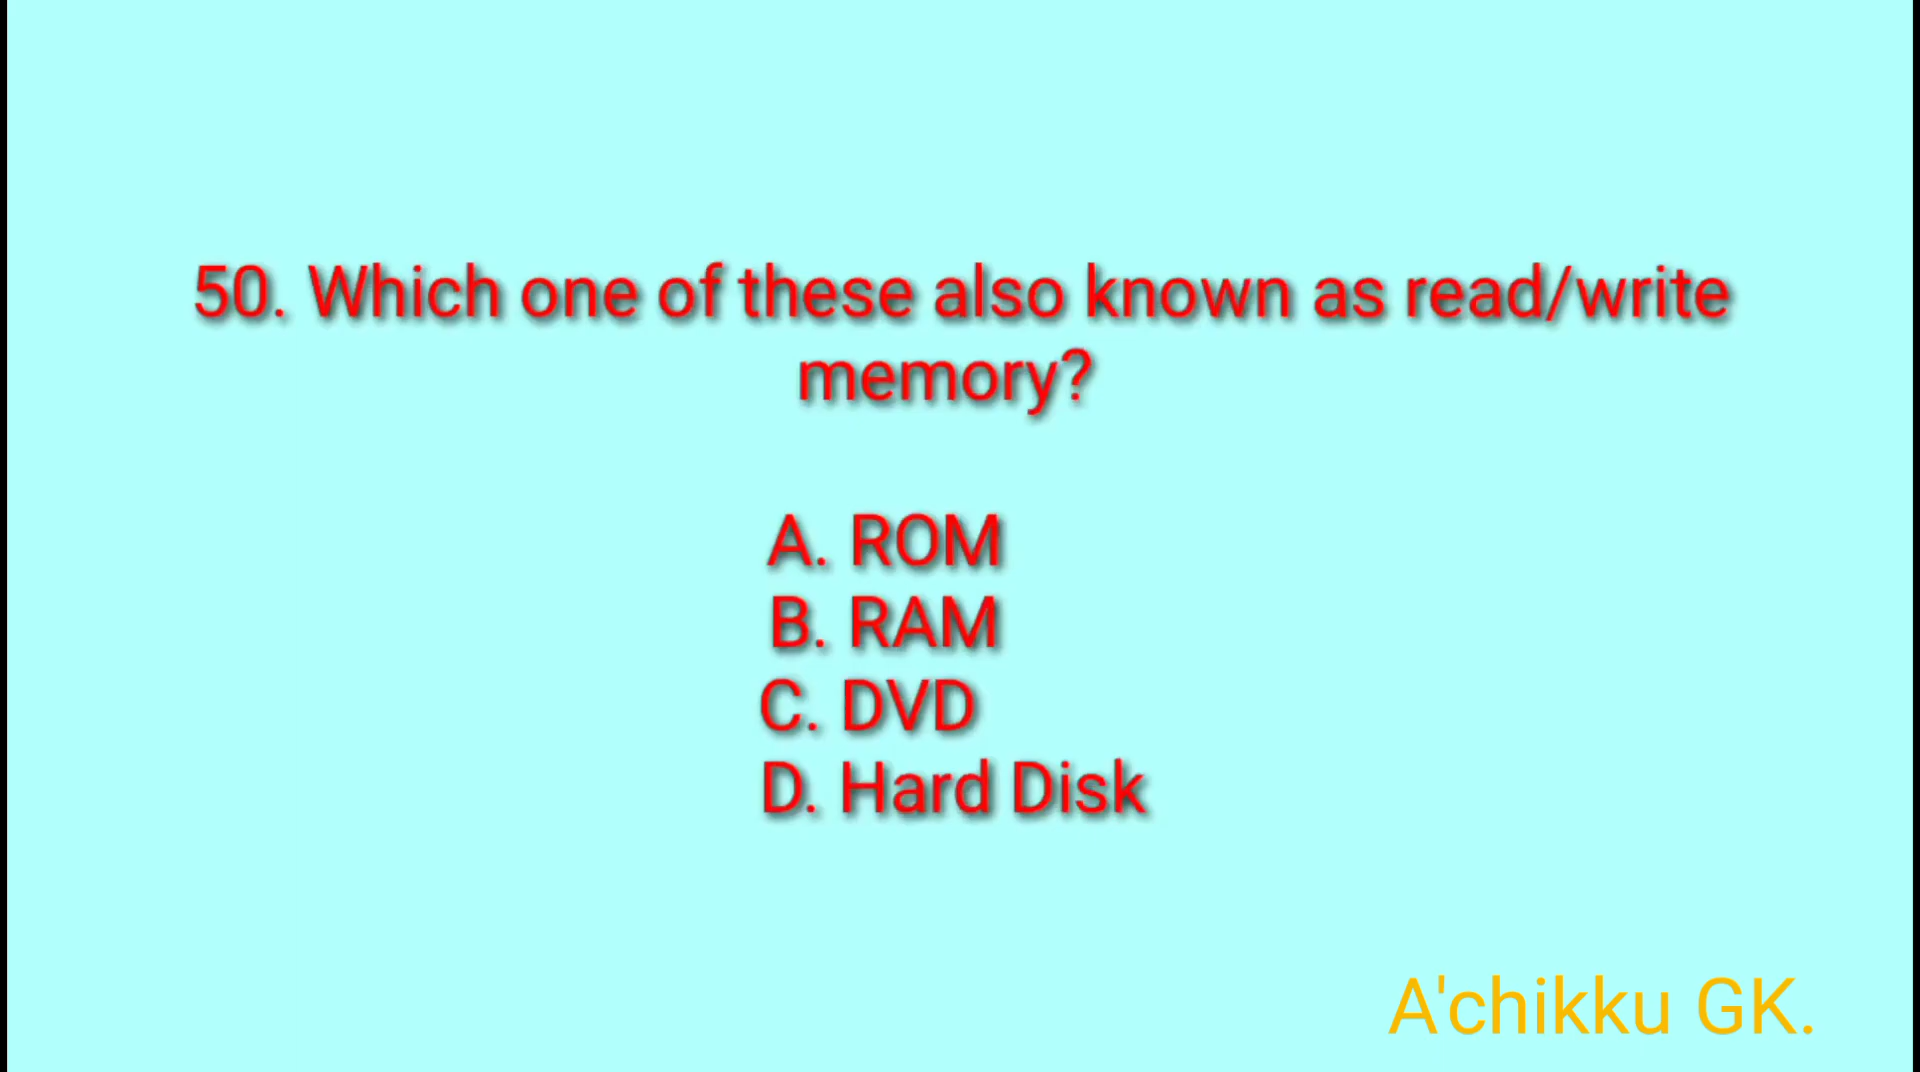 50. Which one of these also known as read/write
memory?
A. ROM
B. RAM
C. DVD
D. Hard Disk
A'chikku GK.